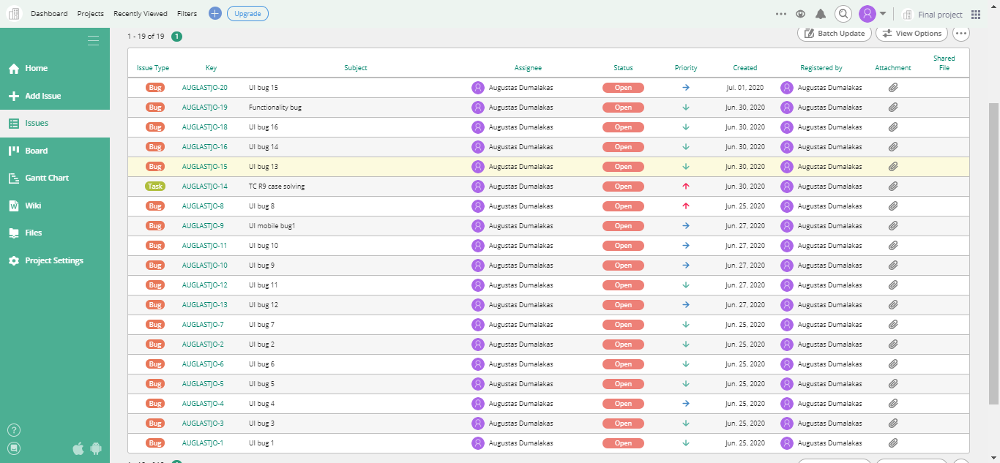 Dashboard Projects Recently Viewed Filters + Upgrade Final project
1 - 19 of 19 1 Batch Update View Options
Home
Add Issue
Issues
Board
Gantt Chart
Wiki
Files
Project Settings
Issue Type Key Subject Assignee Status Priority Created Registered by Attachment Shared File
Bug AUGLASTJO-20 UI bug 15 Augustas Dumalakas Open Jul. 01, 2020 Augustas Dumalakas
Bug AUGLASTJO-19 Functionality bug Augustas Dumalakas Open Jun. 30, 2020 Augustas Dumalakas
Bug AUGLASTJO-18 UI bug 16 Augustas Dumalakas Open Jun. 30, 2020 Augustas Dumalakas
Bug AUGLASTJO-16 UI bug 14 Augustas Dumalakas Open Jun. 30, 2020 Augustas Dumalakas
Bug AUGLASTJO-15 UI bug 13 Augustas Dumalakas Open Jun. 30, 2020 Augustas Dumalakas
Task AUGLASTJO-14 TC R9 case solving Augustas Dumalakas Open Jun. 30, 2020 Augustas Dumalakas
Bug AUGLASTJO-8 UI bug 8 Augustas Dumalakas Open Jun. 25, 2020 Augustas Dumalakas
Bug AUGLASTJO-9 UI mobile bug1 Augustas Dumalakas Open Jun. 27, 2020 Augustas Dumalakas
Bug AUGLASTJO-11 UI bug 10 Augustas Dumalakas Open Jun. 27, 2020 Augustas Dumalakas
Bug AUGLASTJO-10 UI bug 9 Augustas Dumalakas Open Jun. 27, 2020 Augustas Dumalakas
Bug AUGLASTJO-12 UI bug 11 Augustas Dumalakas Open Jun. 27, 2020 Augustas Dumalakas
Bug AUGLASTJO-13 UI bug 12 Augustas Dumalakas Open Jun. 27, 2020 Augustas Dumalakas
Bug AUGLASTJO-7 UI bug 7 Augustas Dumalakas Open Jun. 25, 2020 Augustas Dumalakas
Bug AUGLASTJO-2 UI bug 2 Augustas Dumalakas Open Jun. 25, 2020 Augustas Dumalakas
Bug AUGLASTJO-6 UI bug 6 Augustas Dumalakas Open Jun. 25, 2020 Augustas Dumalakas
Bug AUGLASTJO-5 UI bug 5 Augustas Dumalakas Open Jun. 25, 2020 Augustas Dumalakas
Bug AUGLASTJO-4 UI bug 4 Augustas Dumalakas Open Jun. 25, 2020 Augustas Dumalakas
Bug AUGLASTJO-3 UI bug 3 Augustas Dumalakas Open Jun. 25, 2020 Augustas Dumalakas
Bug AUGLASTJO-1 UI bug 1 Augustas Dumalakas Open Jun. 25, 2020 Augustas Dumalakas